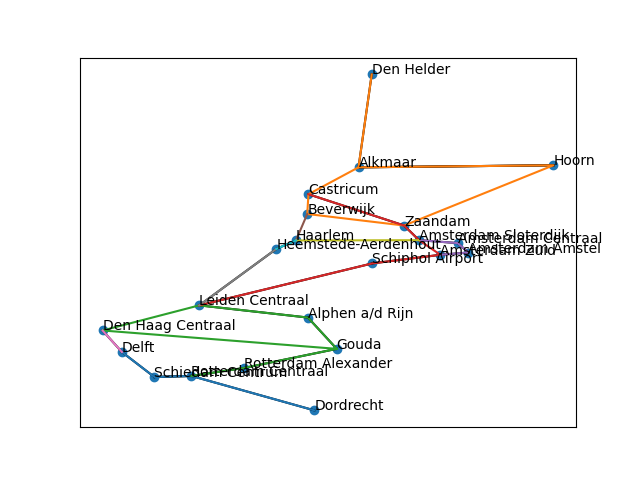 Den Helder
Alkmaar
Hoorn
Castricum
Beverwijk
Zaandam
Haarlem
Amsterdam Sloterdijk
Amsterdam Centraal
Heemstede-Aerdenhout
Amsterdam Zuid
Amsterdam Amstel
Schiphol Airport
Leiden Centraal
Alphen a/d Rijn
Den Haag Centraal
Delft
Gouda
Rotterdam Alexander
Schiedam Centrum
Rotterdam Centraal
Dordrecht